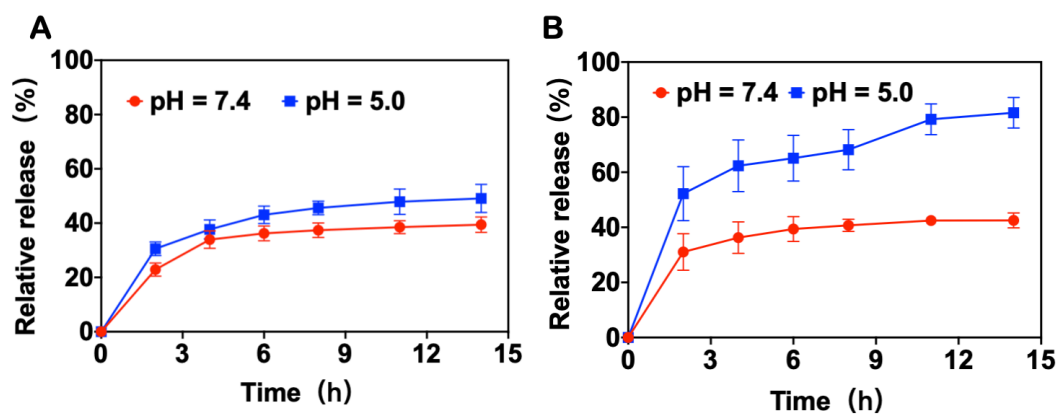 A
Relative release (%)
100
80
60
40
20
0
pH = 7.4 pH = 5.0
0 3 6 9 12 15
Time (h)
B
Relative release (%)
100
80
60
40
20
0
pH = 7.4 pH = 5.0
0 3 6 9 12 15
Time (h)